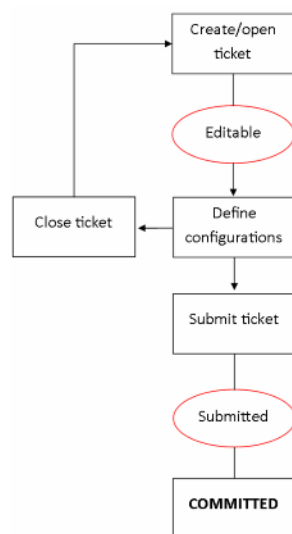 Create/open
ticket
Editable
Close ticket
Define
configurations
Submit ticket
Submitted
COMMITTED